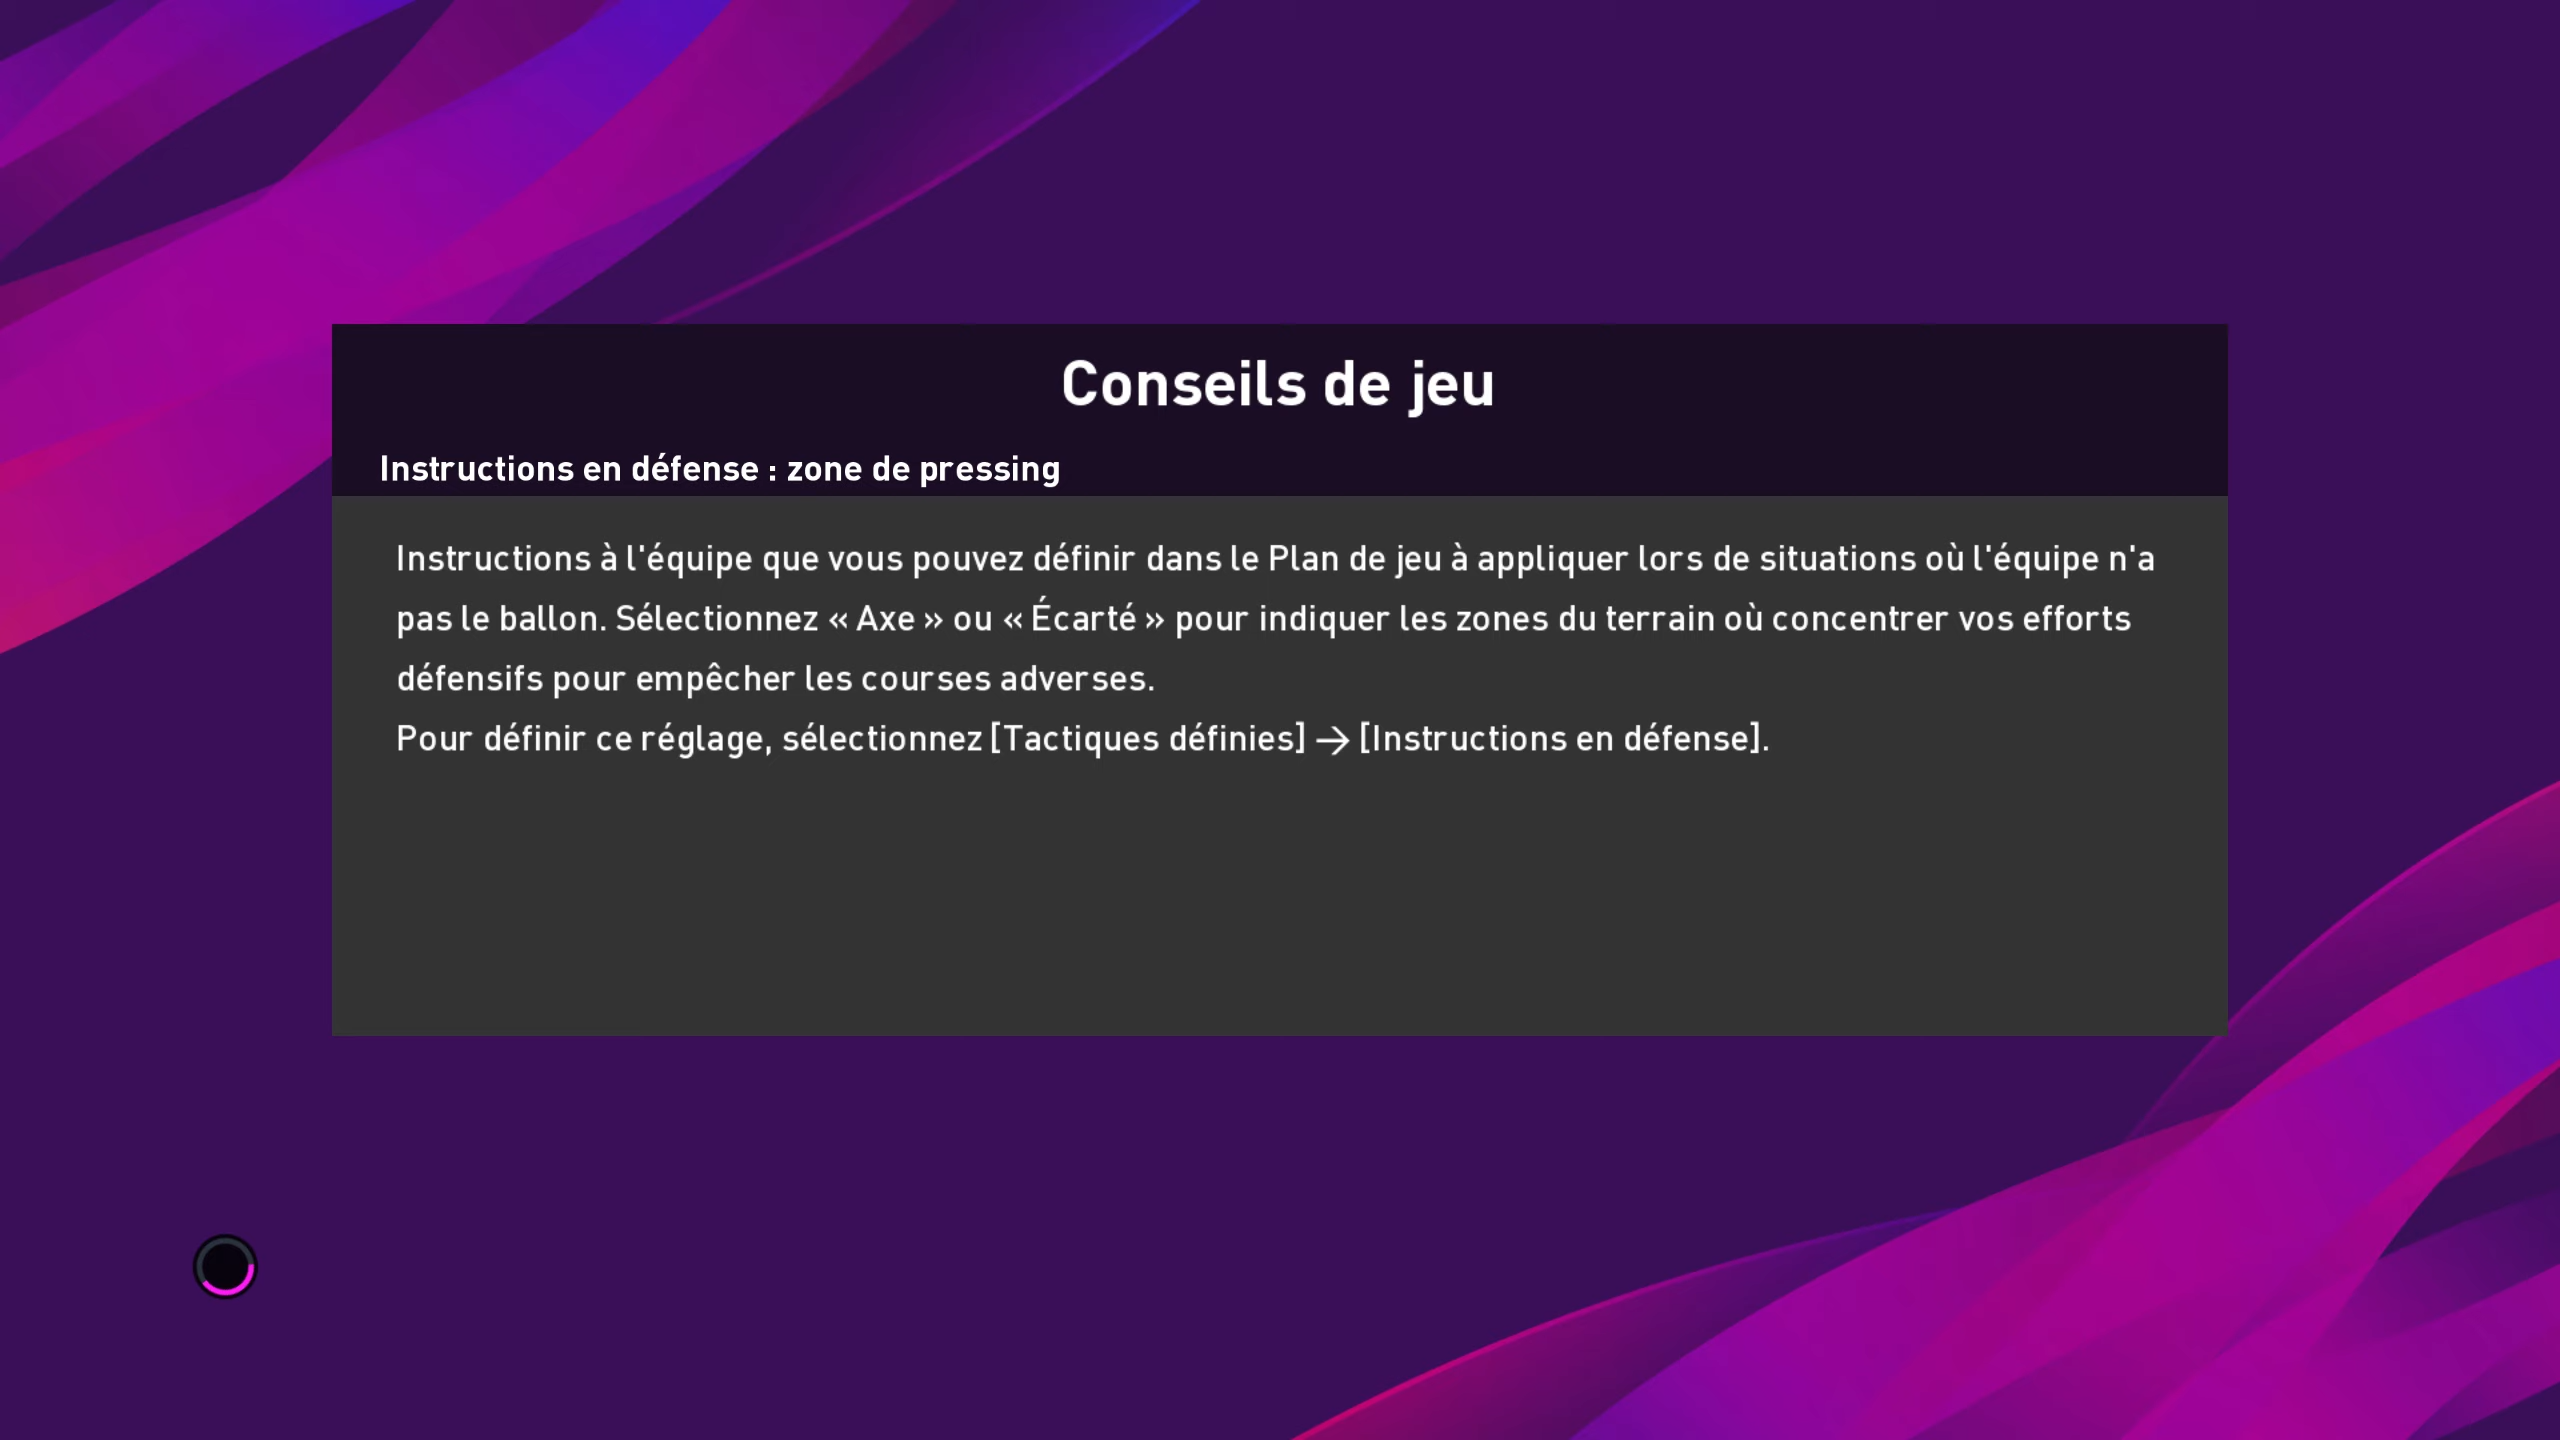 Conseils de jeu
Instructions en défense : zone de pressing
Instructions à l'équipe que vous pouvez définir dans le Plan de jeu à appliquer lors de situations où l'équipe n'a
pas le ballon. Sélectionnez « Axe » ou « Écarté » pour indiquer les zones du terrain où concentrer vos efforts
défensifs pour empêcher les courses adverses.
Pour définir ce réglage, sélectionnez [Tactiques définies] → [Instructions en défense].